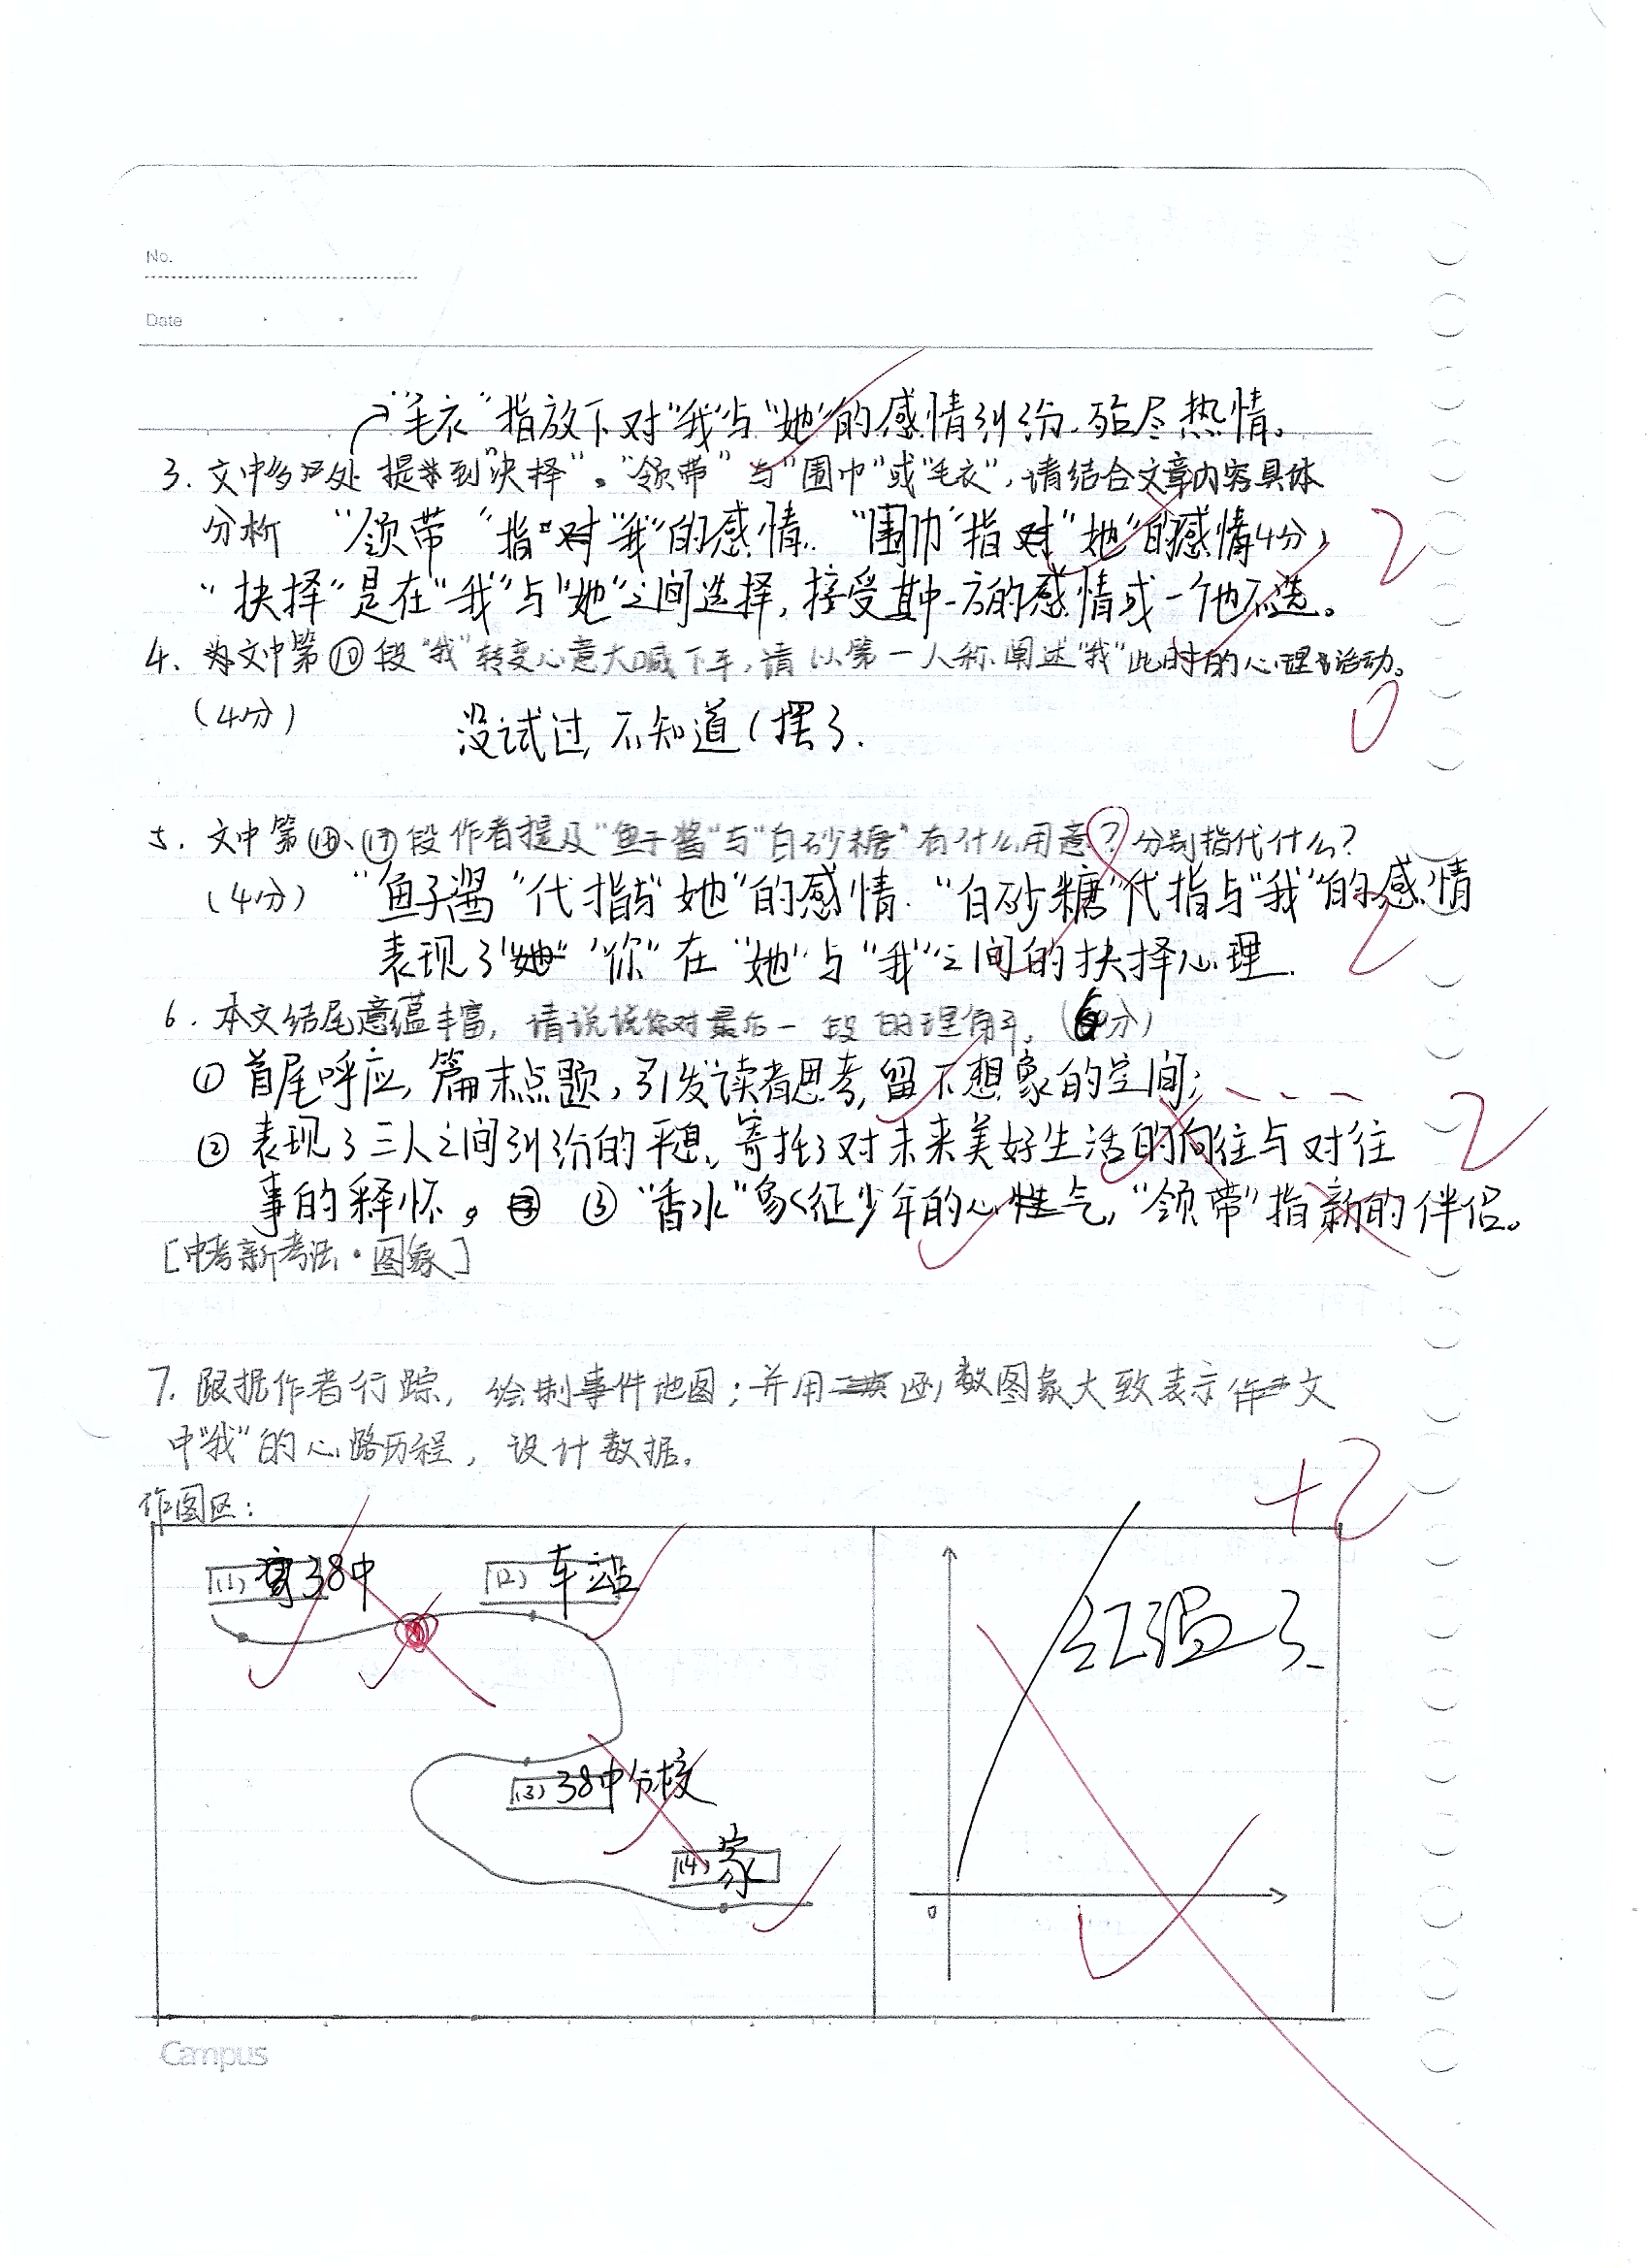 No.
Date
"毛衣"指放下对"我"与"她"的感情纠纷,殆尽热情。
3. 文中多处提到"决择"。"领带"与"围巾"或"毛衣",请结合文章内容具体
分析 "领带"指对"我"的感情. "围巾"指对"她"的感情 4分)
"抉择"是在"我"与"她"之间选择,接受其中一方的感情或一个也不选。
4. 为文中第⑩段"我"转变心意大喊下车,请以第一人称阐述"我"此时的心理活动。
(4分) 没试过,不知道(摆了.
5. 文中第⑱、⑲段作者提及"鱼子酱"与"白砂糖"有什么用意?分别指代什么?
(4分) "鱼子酱"代指与"她"的感情. "白砂糖"代指与"我"的感情
表现了"你"在"她"与"我"之间的抉择心理.
6. 本文结尾意蕴丰富,请说说你对最后一段的理解。(6分)
① 首尾呼应,篇末点题,引发读者思考,留下想象的空间;
② 表现了三人之间纠纷的平息,寄托了对未来美好生活的向往与对往
事的释怀。 ③ "香水"象征少年的心气,"领带"指新的伴侣。
[中考新考法·图象]
7. 跟据作者行踪,绘制事件地图;并用函数图象大致表示文
中"我"的心路历程,设计数据。
+2
作图区:
(1) 38中
(2) 车站
红温了
(3) 38中分校
(4) 家
0
Campus
2
0
2
2